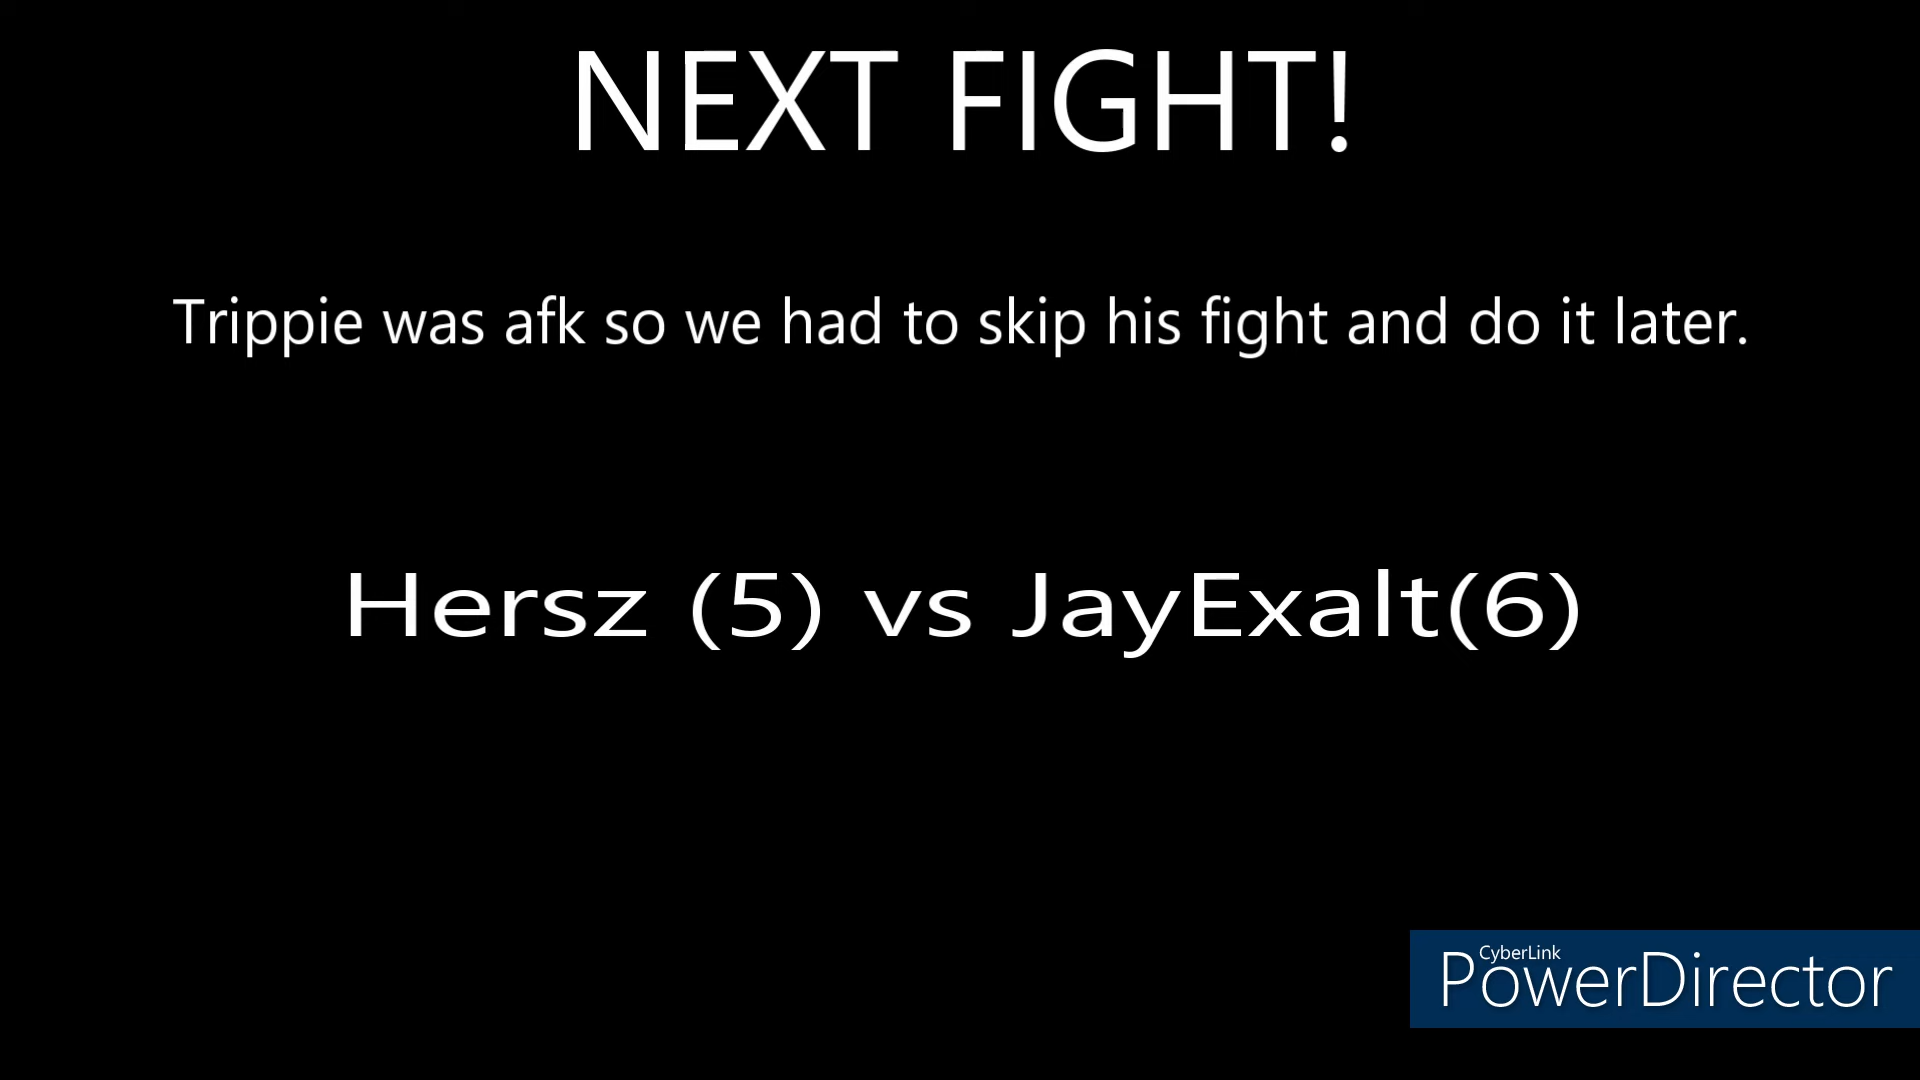 NEXT FIGHT!
Trippie was afk so we had to skip his fight and do it later.
Hersz (5) vs JayExalt(6)
CyberLink
PowerDirector